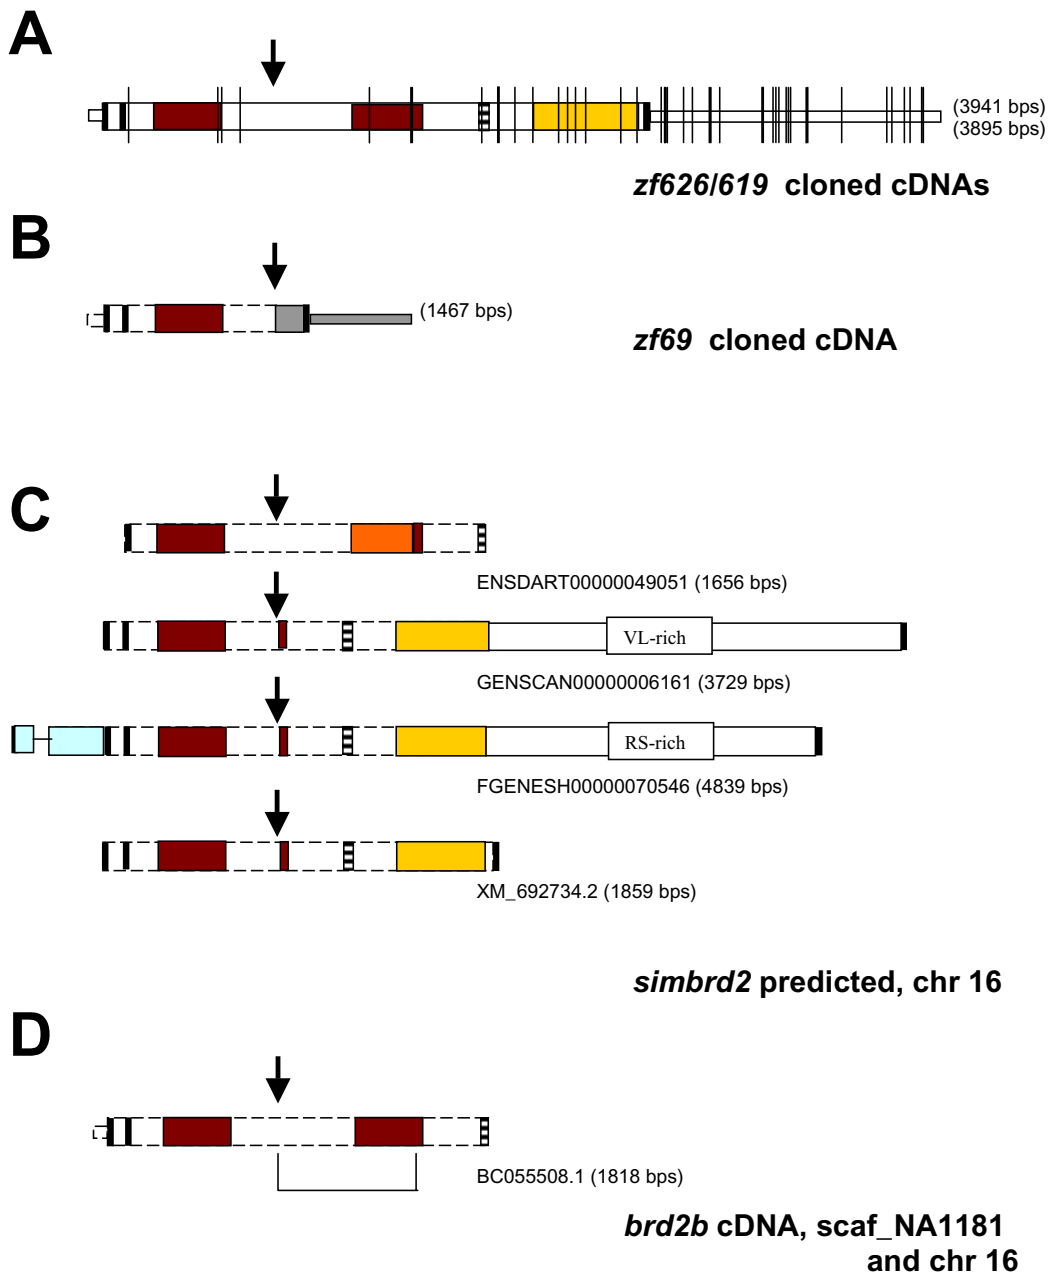 A
(3941 bps)
(3895 bps)
zf626/619 cloned cDNAs
B
(1467 bps)
zf69 cloned cDNA
C
ENSDART00000049051 (1656 bps)
VL-rich
GENSCAN00000006161 (3729 bps)
RS-rich
FGENESH00000070546 (4839 bps)
XM_692734.2 (1859 bps)
simbrd2 predicted, chr 16
D
BC055508.1 (1818 bps)
brd2b cDNA, scaf_NA1181
and chr 16